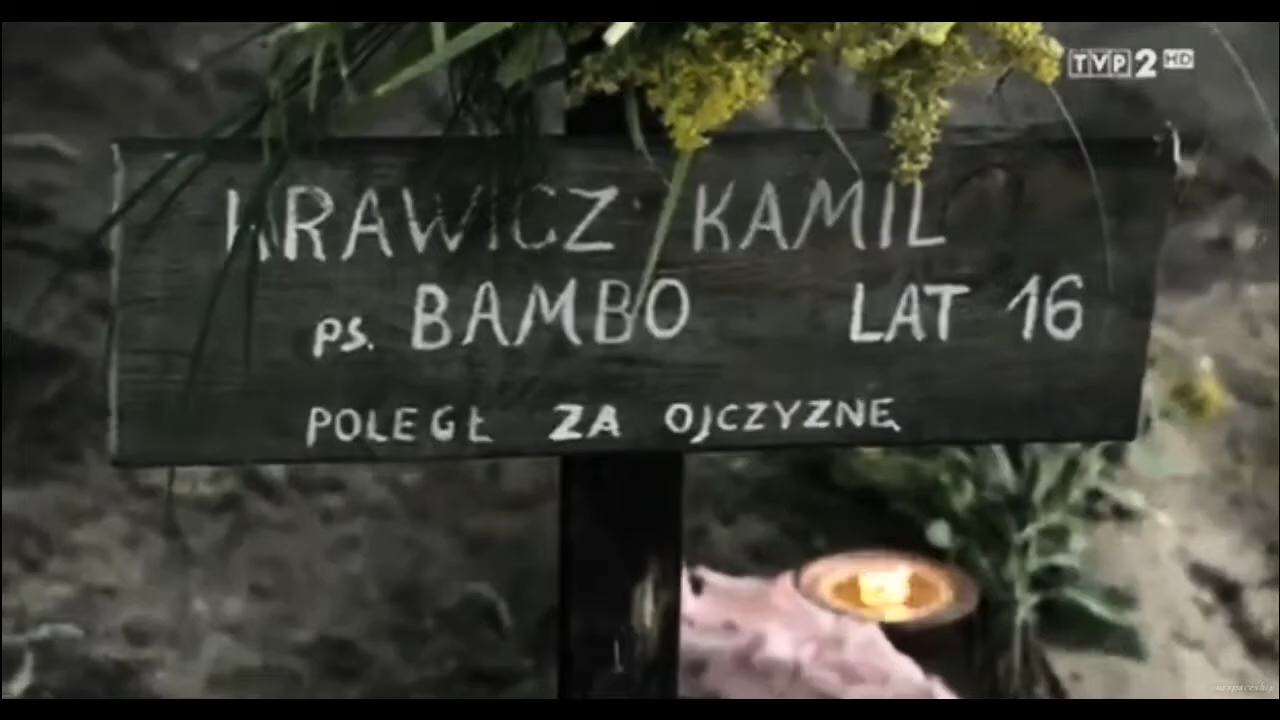 TVP2 HD
KRAWICZ KAMIL
ps. BAMBO LAT 16
POLEGŁ ZA OJCZYZNĘ